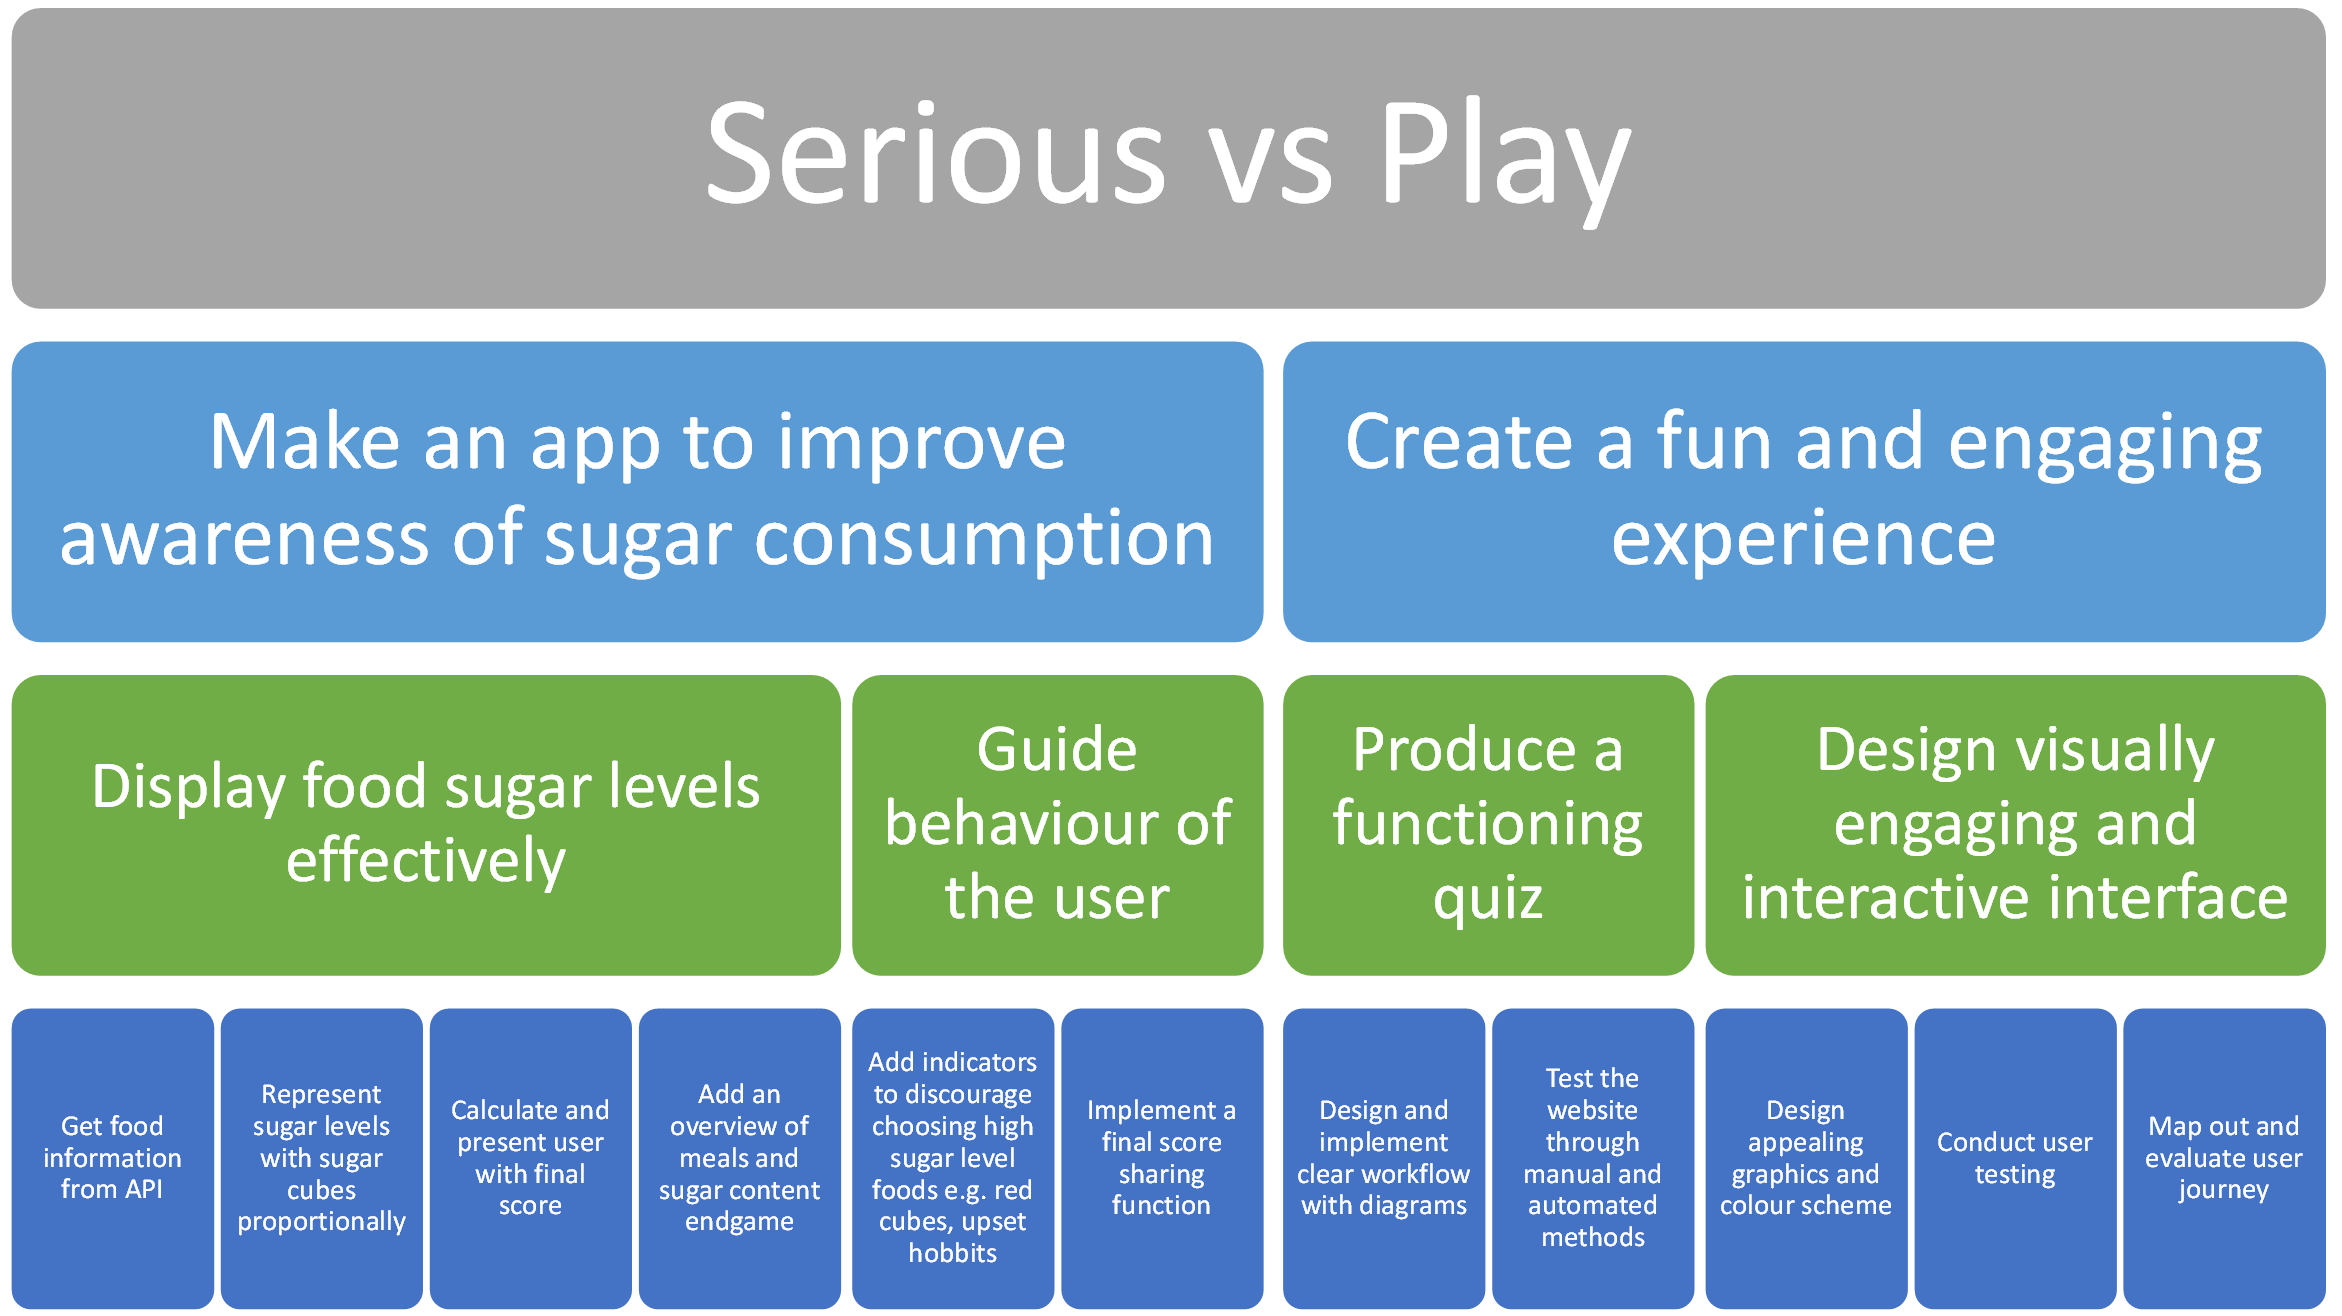 Serious vs Play
Make an app to improve
awareness of sugar consumption
Create a fun and engaging
experience
Display food sugar levels
effectively
Guide
behaviour of
the user
Produce a
functioning
quiz
Design visually
engaging and
interactive interface
Get food
information
from API
Represent
sugar levels
with sugar
cubes
proportionally
Calculate and
present user
with final
score
Add an
overview of
meals and
sugar content
endgame
Add indicators
to discourage
choosing high
sugar level
foods e.g. red
cubes, upset
hobbits
Implement a
final score
sharing
function
Design and
implement
clear workflow
with diagrams
Test the
website
through
manual and
automated
methods
Design
appealing
graphics and
colour scheme
Conduct user
testing
Map out and
evaluate user
journey